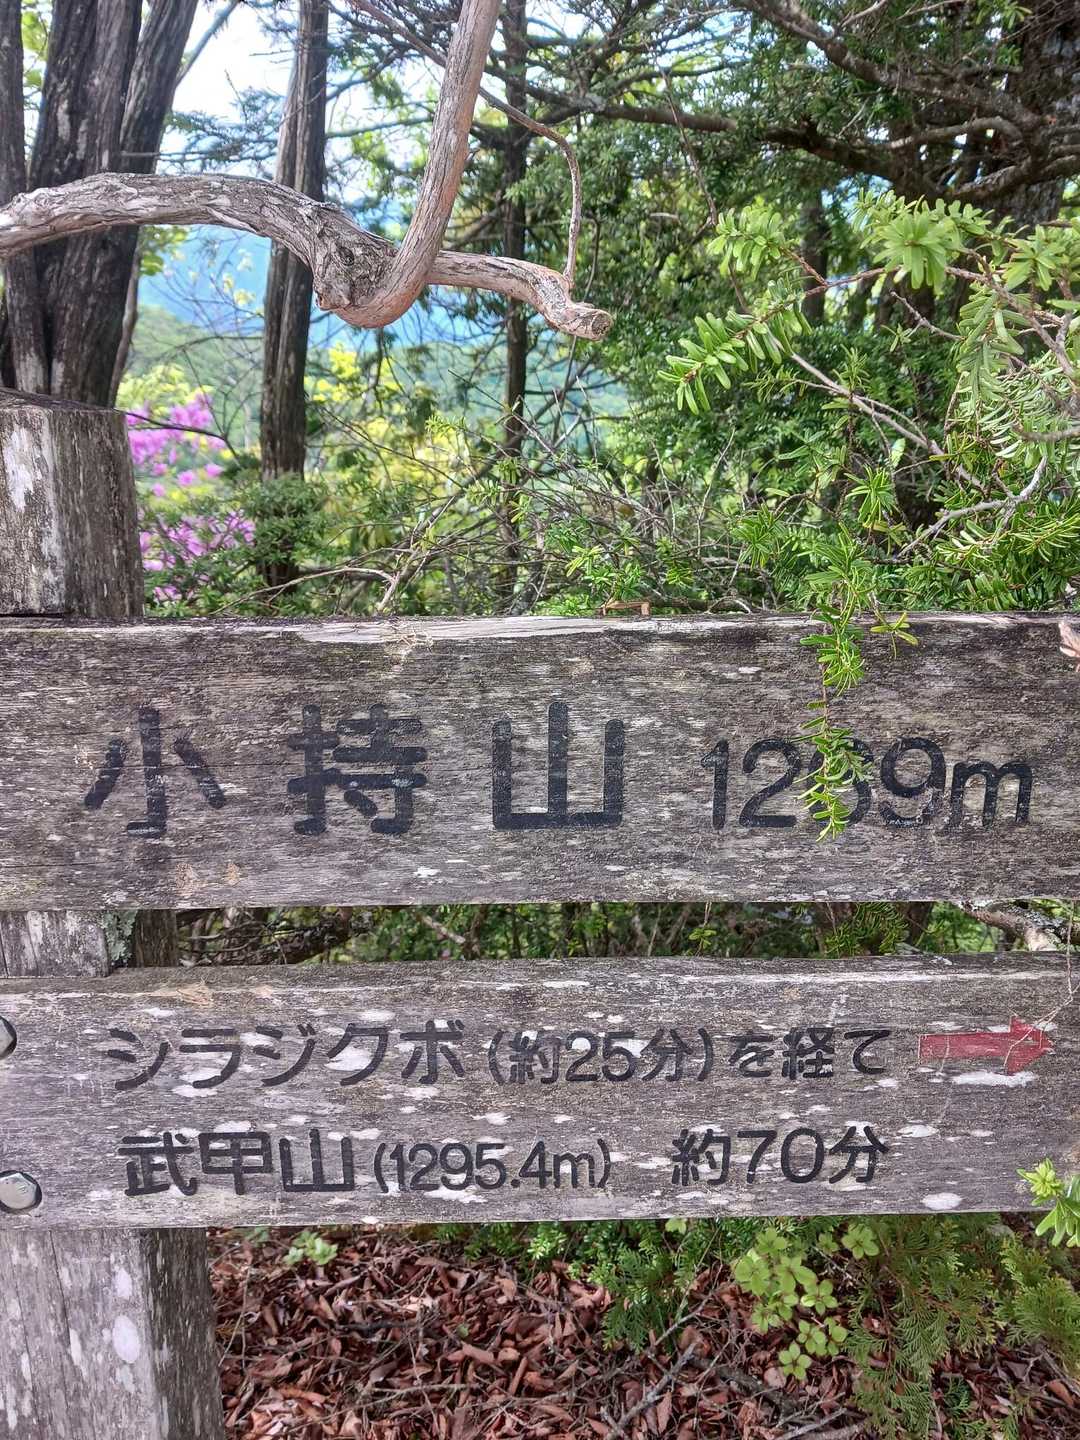 小持山
シラジクボ(約25分)を経て
武甲山(1295.4m) 約70分